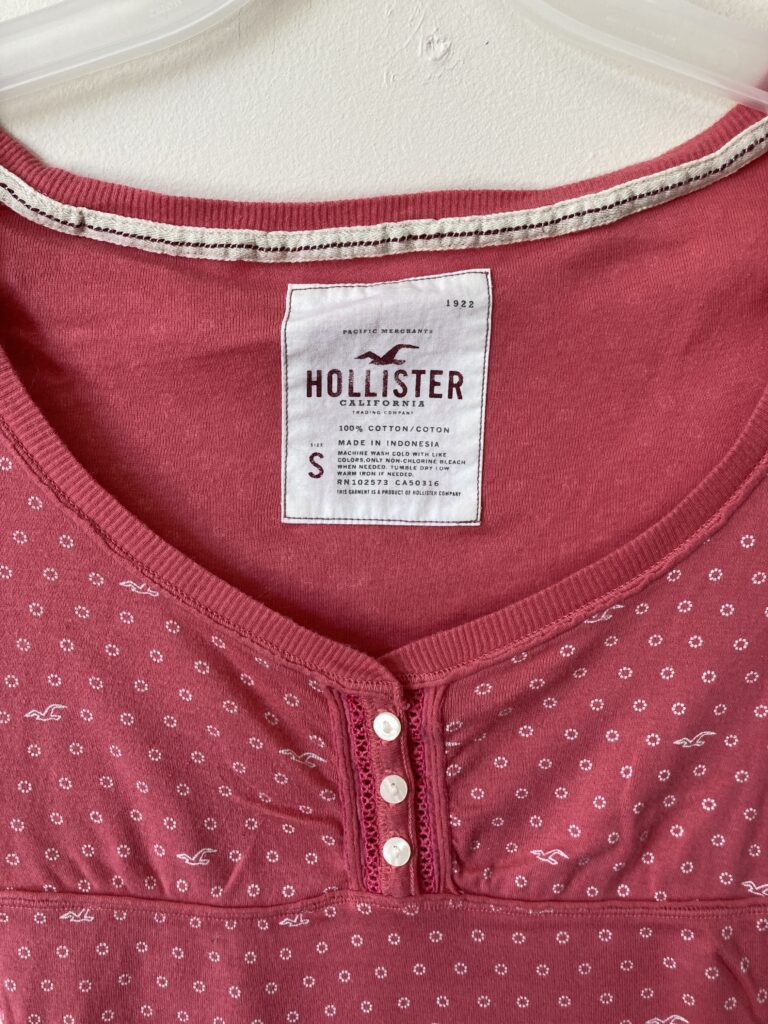 1922
PACIFIC MERCHANTS
HOLLISTER
CALIFORNIA
TRADING COMPANY
100% COTTON/COTON
SIZE
S
MADE IN INDONESIA
MACHINE WASH COLD WITH LIKE
COLORS, ONLY NON-CHLORINE BLEACH
WHEN NEEDED. TUMBLE DRY LOW
WARM IRON IF NEEDED.
RN102573 CA50316
THIS GARMENT IS A PRODUCT OF HOLLISTER COMPANY